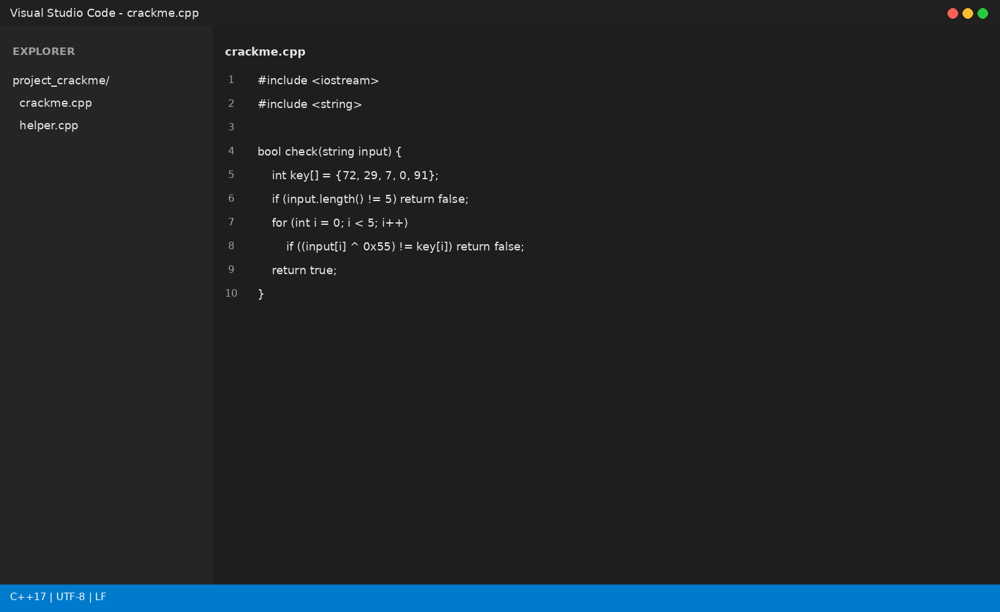 Visual Studio Code - crackme.cpp
EXPLORER
project_crackme/
crackme.cpp
helper.cpp
crackme.cpp
1 #include <iostream>
2 #include <string>
3
4 bool check(string input) {
5     int key[] = {72, 29, 7, 0, 91};
6     if (input.length() != 5) return false;
7     for (int i = 0; i < 5; i++)
8         if ((input[i] ^ 0x55) != key[i]) return false;
9     return true;
10 }
C++17 | UTF-8 | LF